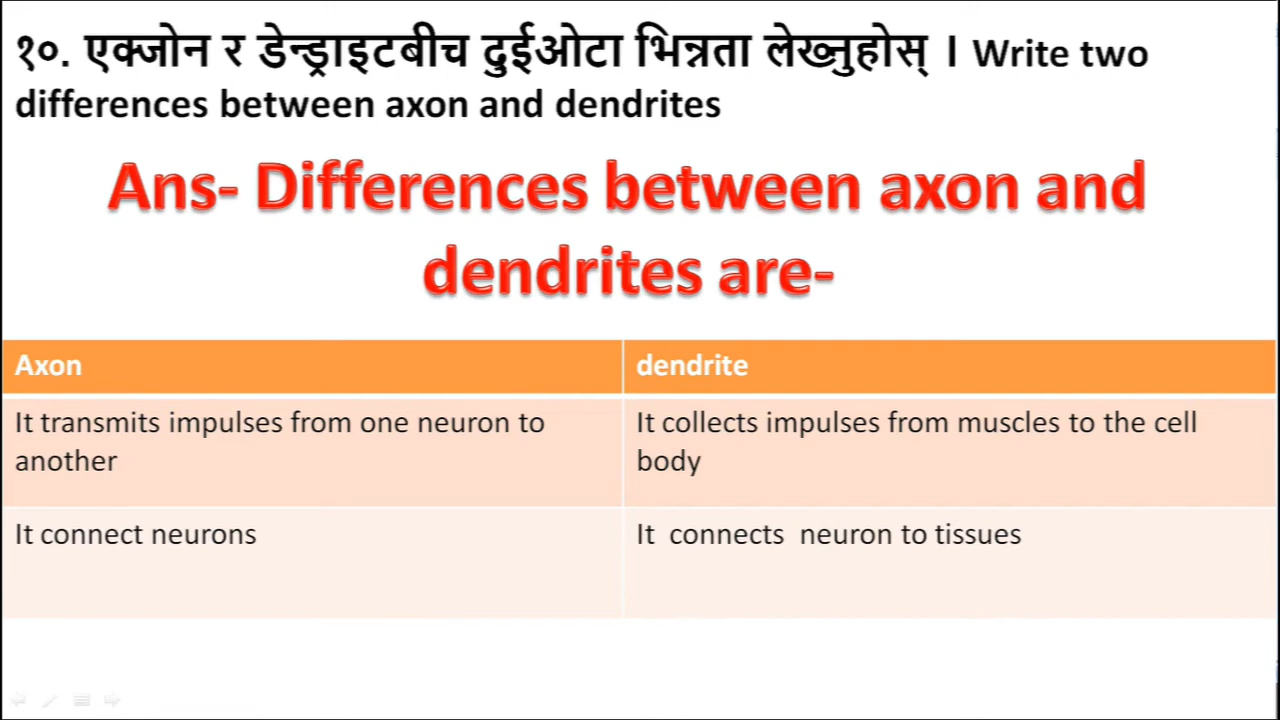 १०. एक्जोन र डेन्ड्राइटबीच दुईओटा भिन्नता लेख्नुहोस् । Write two
differences between axon and dendrites
Ans- Differences between axon and
dendrites are-
Axon
dendrite
It transmits impulses from one neuron to
another
It collects impulses from muscles to the cell
body
It connect neurons
It connects neuron to tissues